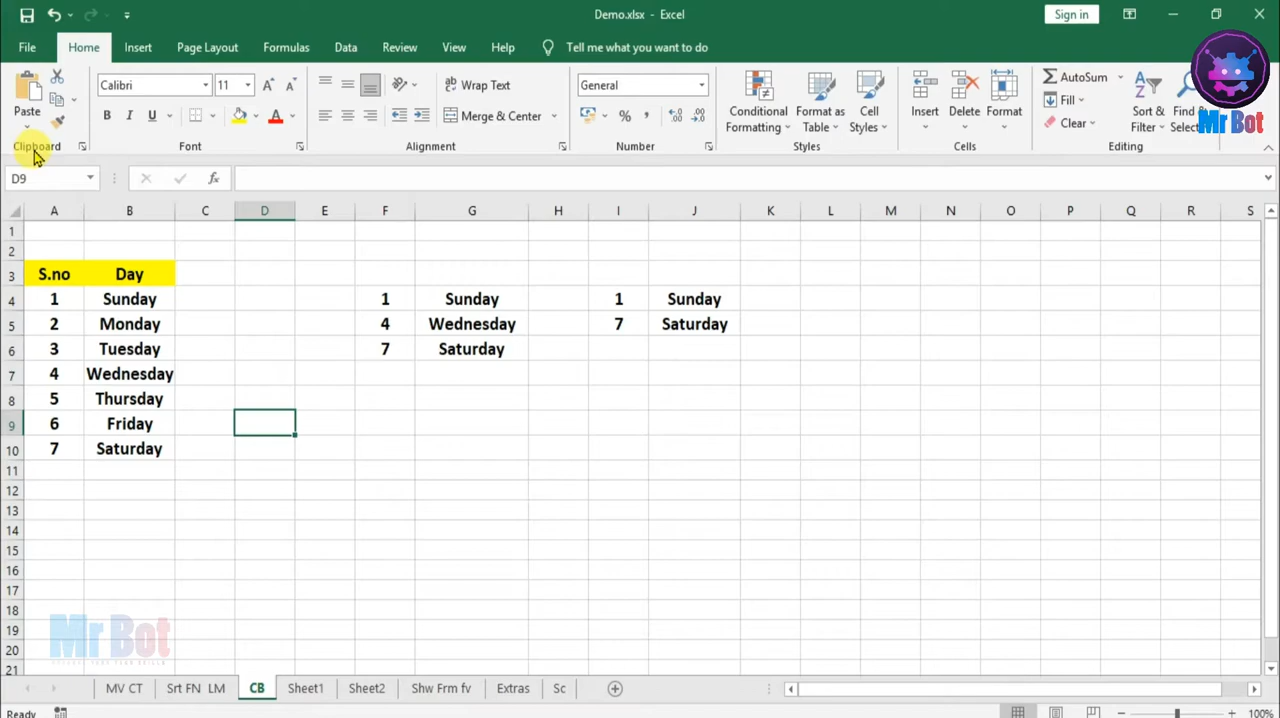 Demo.xlsx - Excel
Sign in
File Home Insert Page Layout Formulas Data Review View Help Tell me what you want to do
Paste
Clipboard
Calibri 11
B I U A
Font
Wrap Text
Merge & Center
Alignment
General
%
Number
Conditional Formatting
Format as Table
Cell Styles
Styles
Insert Delete Format
Cells
AutoSum
Fill
Clear
Sort & Filter
Find &
Editing
Mr Bot
D9 fx
A B C D E F G H I J K L M N O P Q R S
1
2
3 S.no Day
4 1 Sunday 1 Sunday 1 Sunday
5 2 Monday 4 Wednesday 7 Saturday
6 3 Tuesday 7 Saturday
7 4 Wednesday
8 5 Thursday
9 6 Friday
10 7 Saturday
11
12
13
14
15
16
17
18
19
20
21
Mr Bot
MV CT Srt FN LM CB Sheet1 Sheet2 Shw Frm fv Extras Sc
Ready 100%